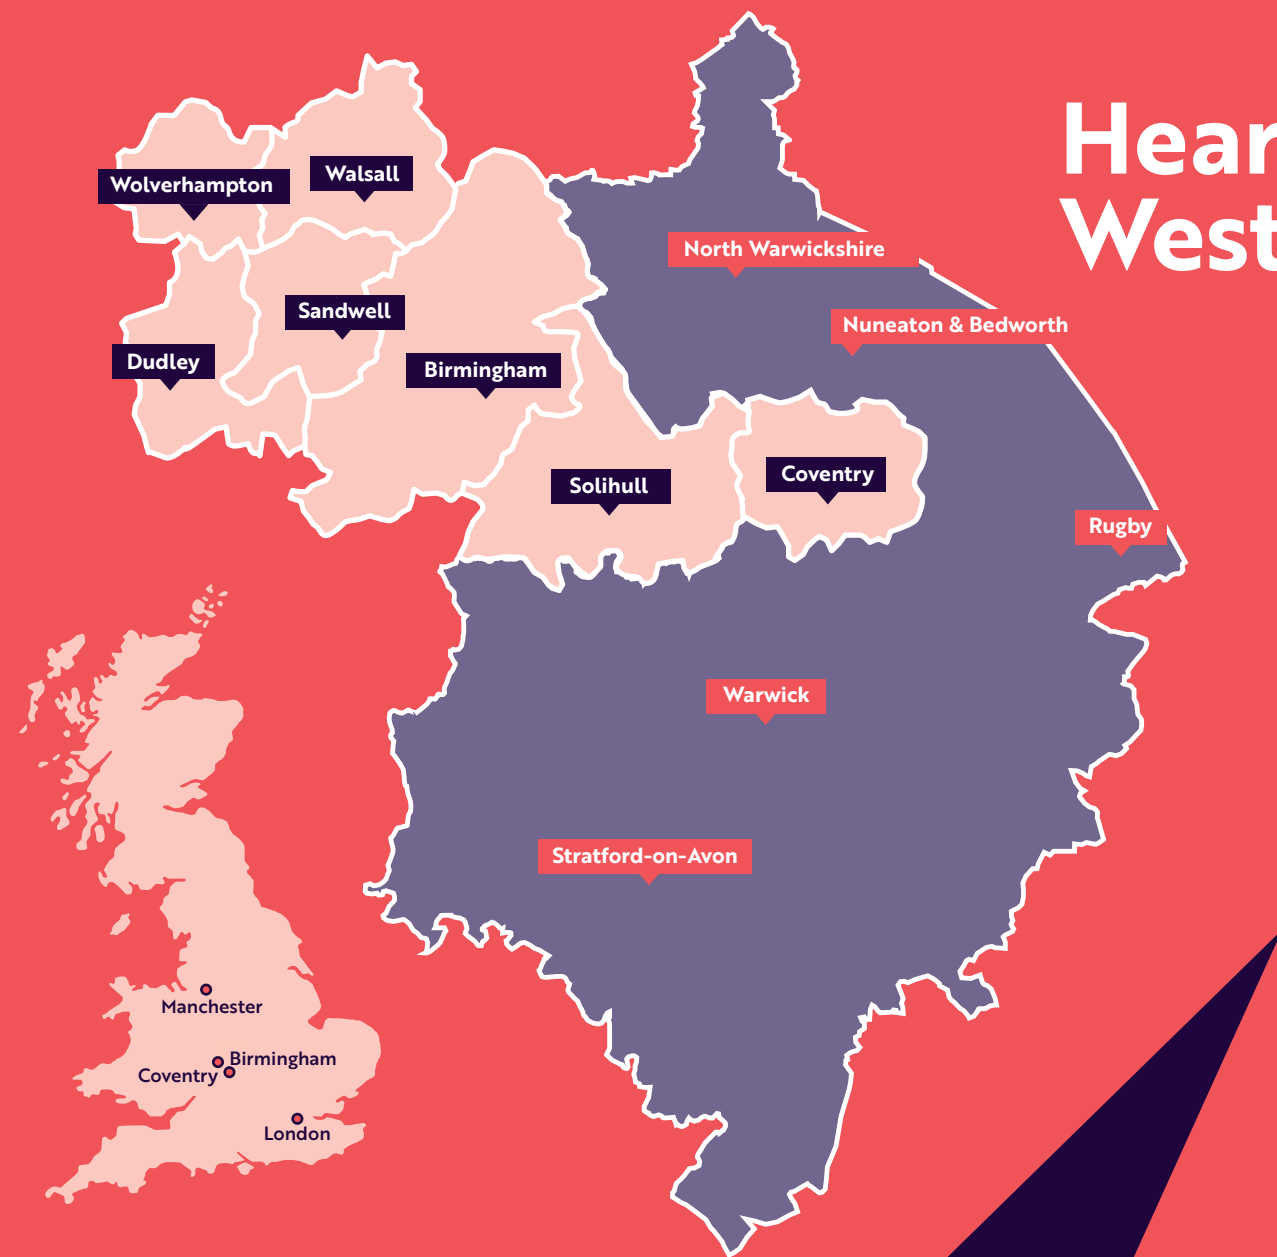 Hear
West
Wolverhampton
Walsall
North Warwickshire
Sandwell
Nuneaton & Bedworth
Dudley
Birmingham
Solihull
Coventry
Rugby
Warwick
Stratford-on-Avon
Manchester
Birmingham
Coventry
London